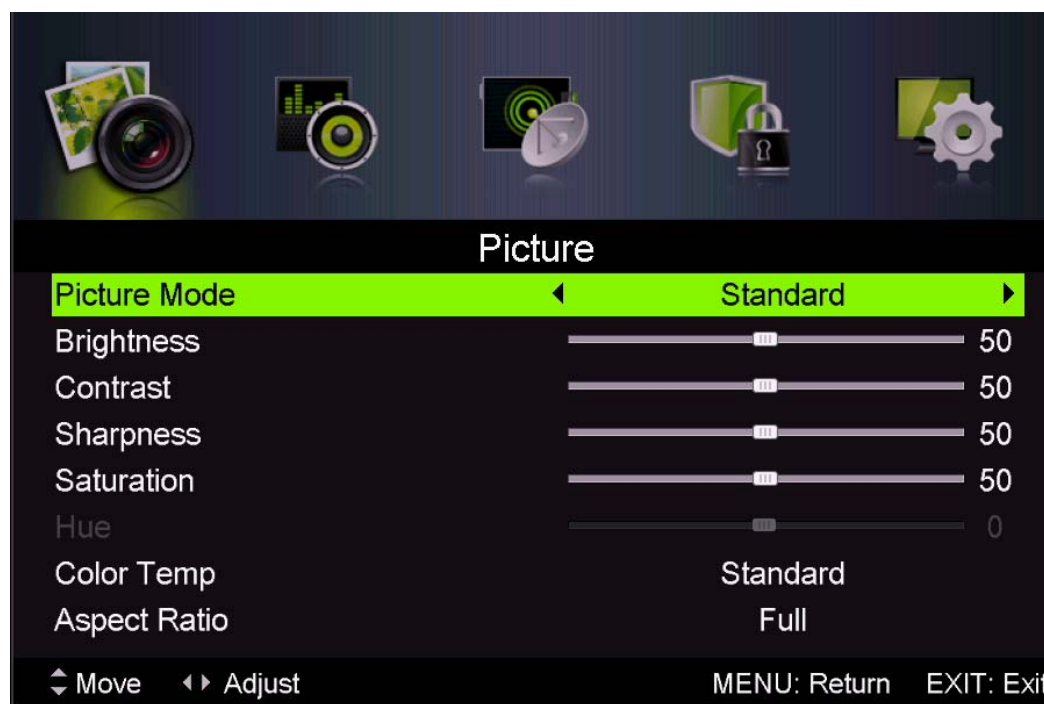 Picture
Picture Mode Standard
Brightness 50
Contrast 50
Sharpness 50
Saturation 50
Hue 0
Color Temp Standard
Aspect Ratio Full
Move Adjust MENU: Return EXIT: Exit